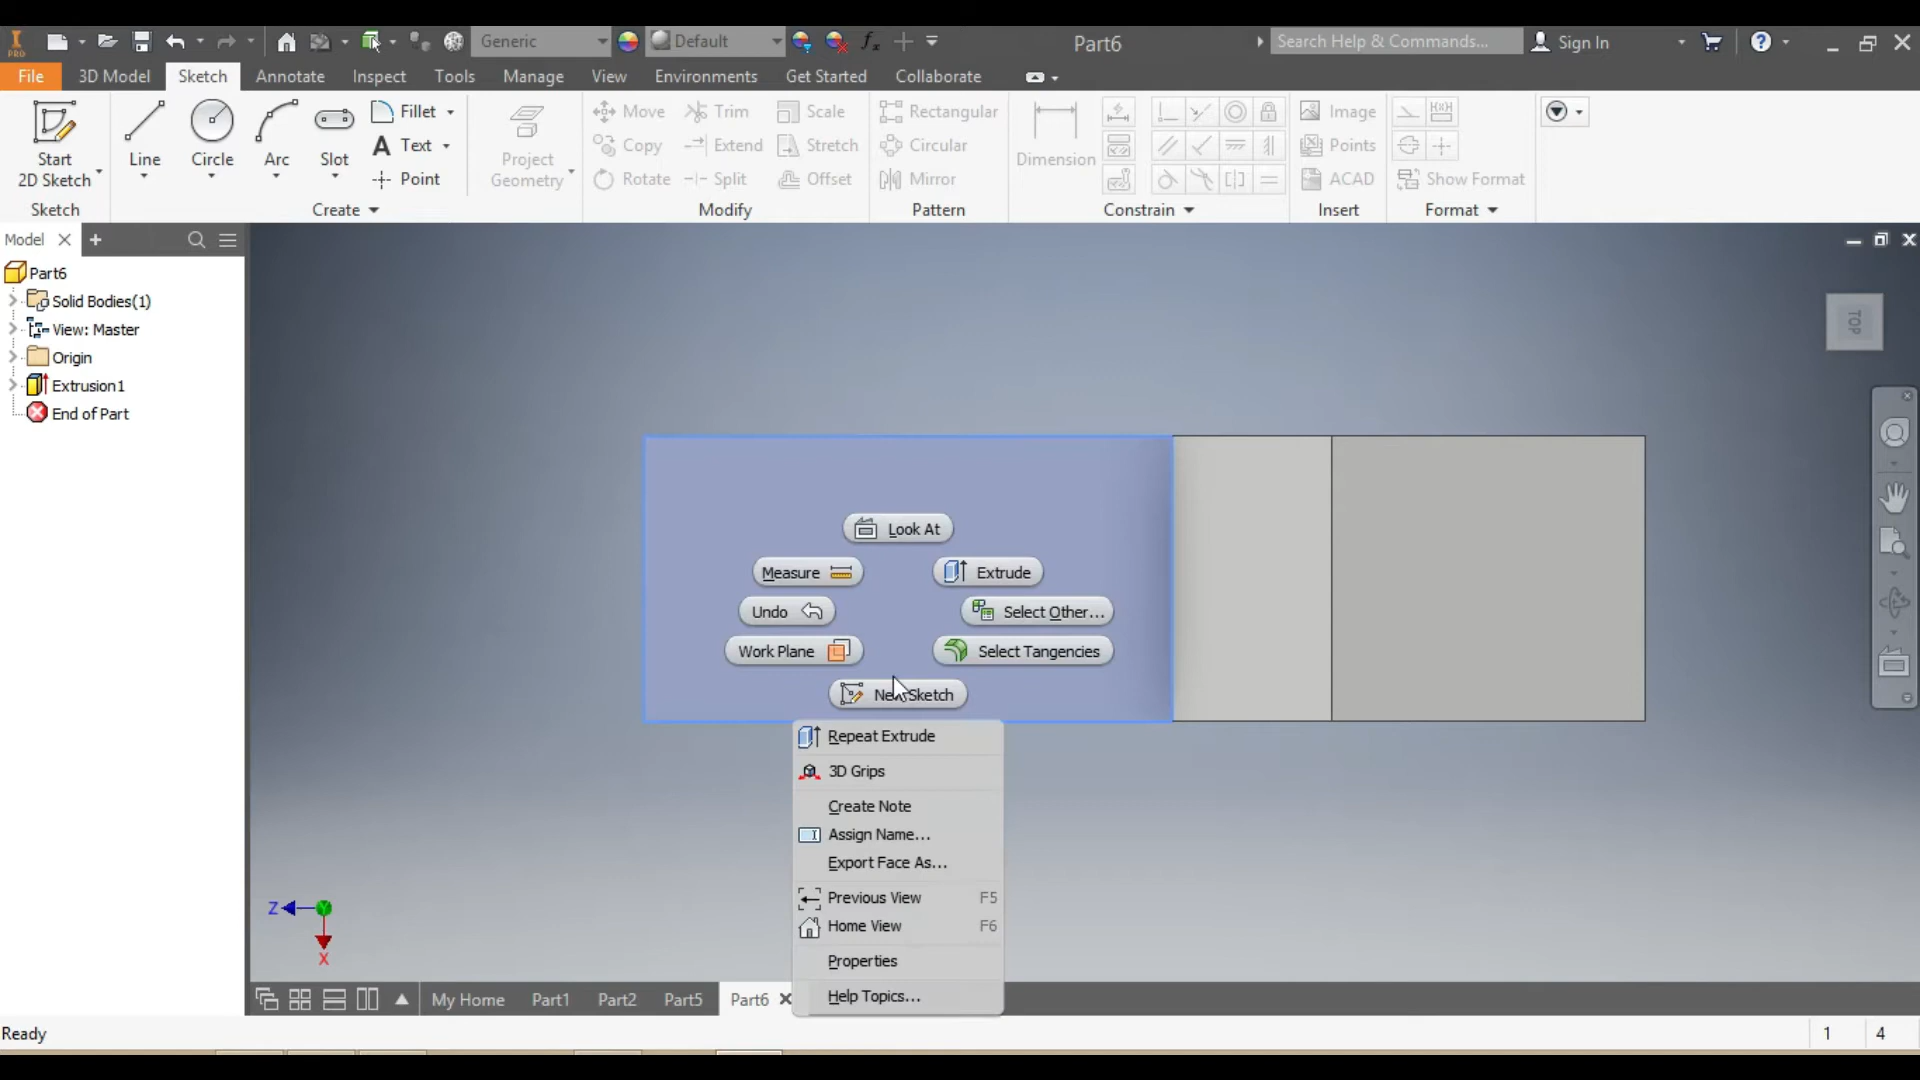 PRO Generic Default Part6 Search Help & Commands... Sign In
File 3D Model Sketch Annotate Inspect Tools Manage View Environments Get Started Collaborate
Start
2D Sketch
Line Circle Arc Slot
Fillet
Text
Point
Project
Geometry
Move Trim Scale
Copy Extend Stretch
Rotate Split Offset
Rectangular
Circular
Mirror
Dimension
Image
Points
ACAD
Show Format
Sketch Create Modify Pattern Constrain Insert Format
Model
Part6
Solid Bodies(1)
View: Master
Origin
Extrusion1
End of Part
TOP
Look At
Measure Extrude
Undo Select Other...
Work Plane Select Tangencies
New Sketch
Repeat Extrude
3D Grips
Create Note
Assign Name...
Export Face As...
Previous View F5
Home View F6
Properties
Help Topics...
Z
Y
X
My Home Part1 Part2 Part5 Part6
Ready 1 4